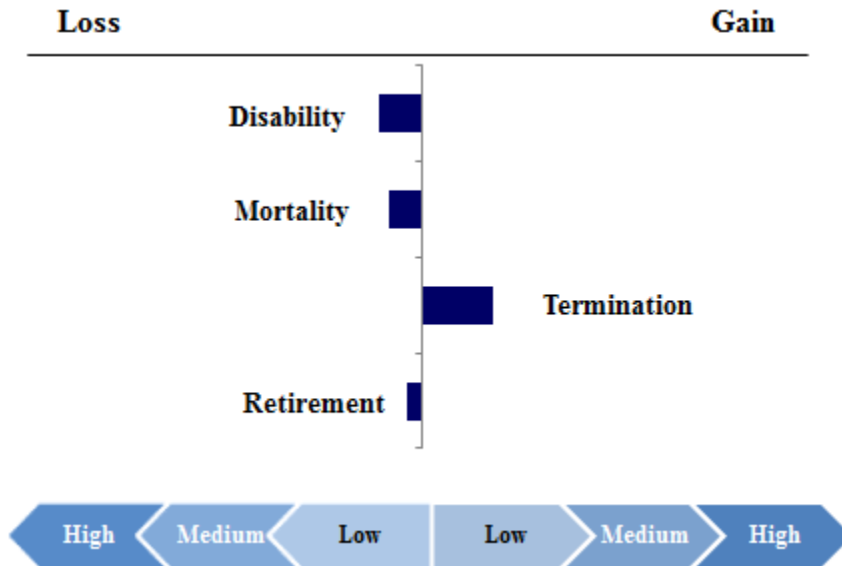 Loss Gain
Disability
Mortality
Termination
Retirement
High Medium Low Low Medium High